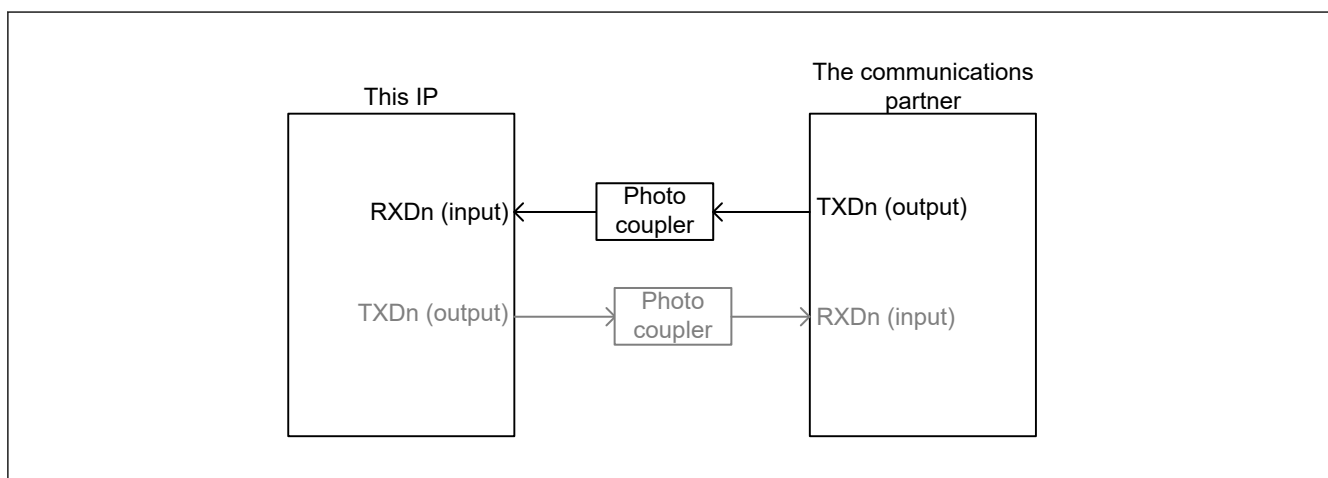 This IP
The communications
partner
RXDn (input)
Photo
coupler
TXDn (output)
TXDn (output)
Photo
coupler
RXDn (input)